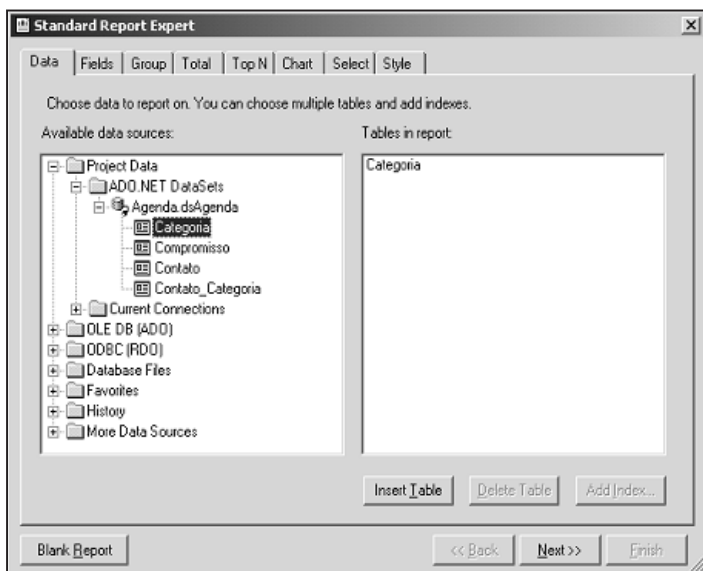 Standard Report Expert
Data Fields Group Total Top N Chart Select Style
Choose data to report on. You can choose multiple tables and add indexes.
Available data sources: Tables in report:
Project Data Categoria
ADO.NET DataSets
Agenda.dsAgenda
Categoria
Compromisso
Contato
Contato_Categoria
Current Connections
OLE DB (ADO)
ODBC (RDO)
Database Files
Favorites
History
More Data Sources
Insert Table Delete Table Add Index...
Blank Report << Back Next >> Finish